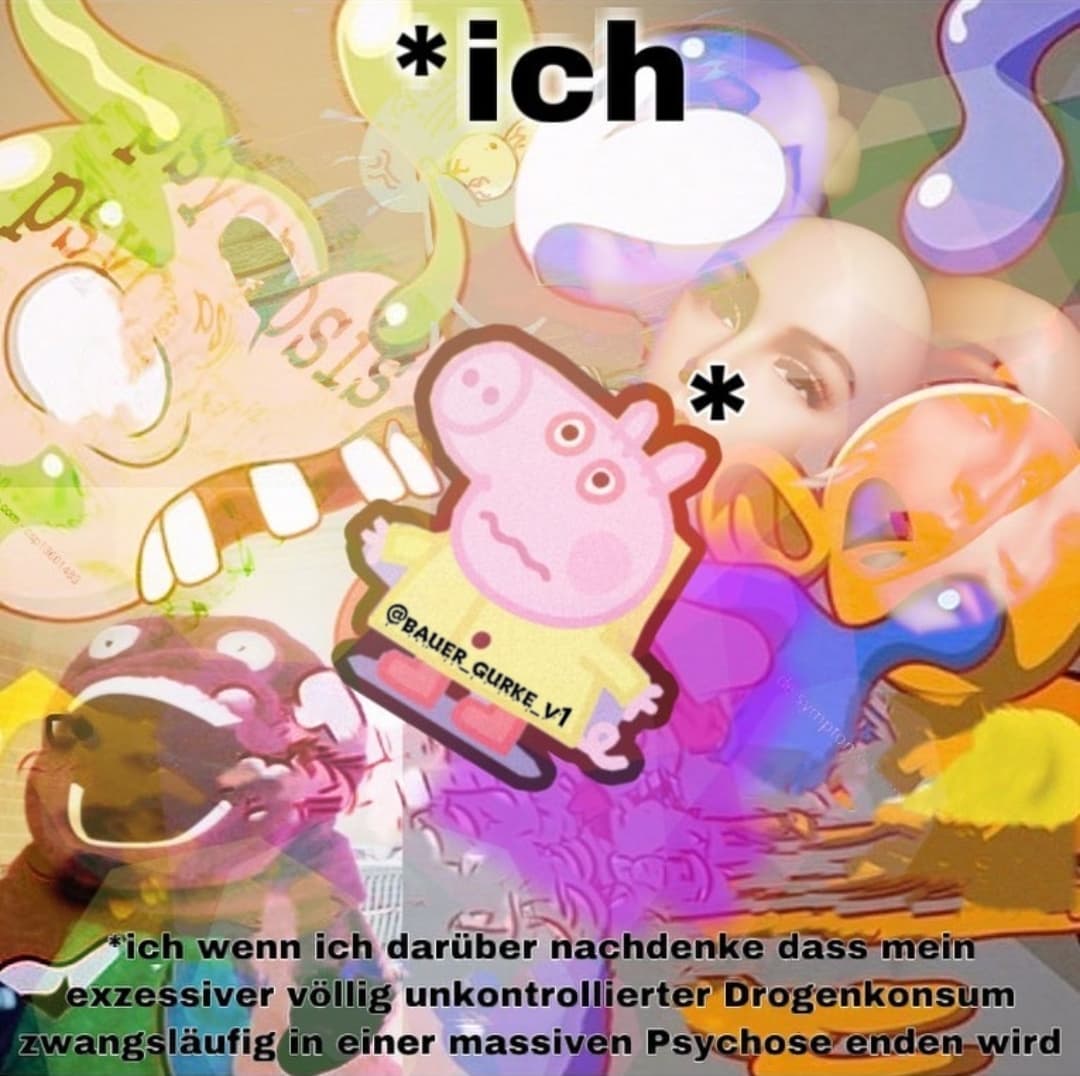 *ich
psychosis
*
@BAUER_GURKE_V1
*ich wenn ich darüber nachdenke dass mein
exzessiver völlig unkontrollierter Drogenkonsum
zwangsläufig in einer massiven Psychose enden wird